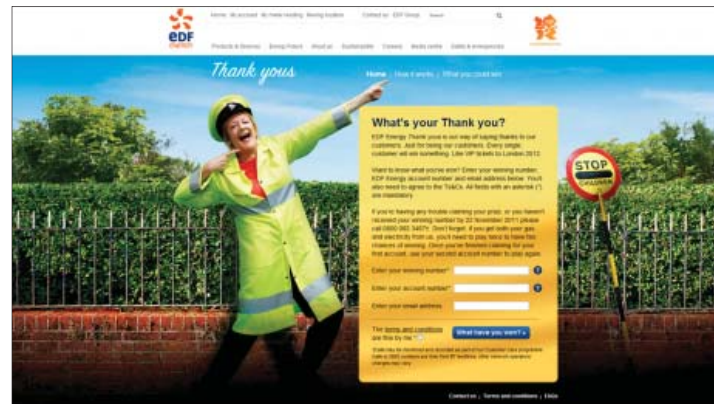 Home My account My meter reading Moving location Contact us EDF Group Search
eDF
ENERGY
Products & Services Energy Future About us Sustainability Careers Media centre Safety & emergencies
Thank yous
Home | How it works | What you could win
What's your Thank you?
EDF Energy Thank yous is our way of saying thanks to our
customers. Just for being our customers. Every single
customer will win something. Like VIP tickets to London 2012.
Want to know what you've won? Enter your winning number,
EDF Energy account number and email address below. You'll
also need to agree to the Ts&Cs. All fields with an asterisk (*)
are mandatory.
If you're having any trouble claiming your prize, or you haven't
received your winning number by 22 November 2011 please
call Don't forget, if you get both your gas
and electricity from us, you'll need to play twice to have two
chances of winning. Once you've finished claiming for your
first account, use your second account number to play again.
Enter your winning number* ?
Enter your account number* ?
Enter your email address
The terms and conditions
are fine by me * What have you won? »
STOP
CHILDREN
Contact us | Terms and conditions | FAQs